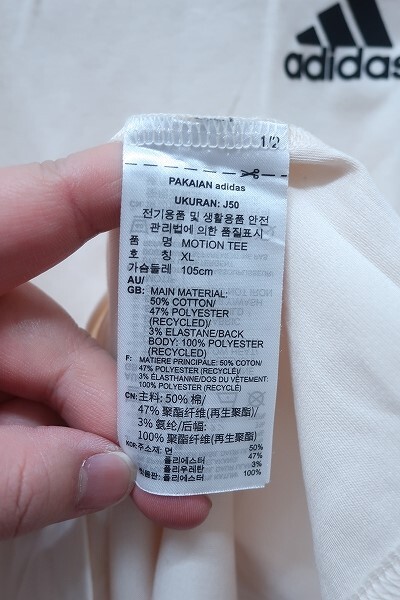 adidas
1/2
PAKAIAN adidas
UKURAN: J50
전기용품 및 생활용품 안전
관리법에 의한 품질표시
품 명 MOTION TEE
호 칭 XL
가슴둘레 105cm
AU/
GB: MAIN MATERIAL:
50% COTTON/
47% POLYESTER
(RECYCLED)/
3% ELASTANE/BACK
BODY: 100% POLYESTER
(RECYCLED)
F: MATIERE PRINCIPALE: 50% COTON/
47% POLYESTER (RECYCLÉ)/
3% ÉLASTHANNE/DOS DU VÊTEMENT:
100% POLYESTER (RECYCLÉ)
CN: 主料: 50% 棉/
47% 聚酯纤维(再生聚酯)/
3% 氨纶/后幅:
100% 聚酯纤维(再生聚酯)
KOR: 주소재: 면 50%
폴리에스터 47%
폴리우레탄 3%
뒷몸판: 폴리에스터 100%